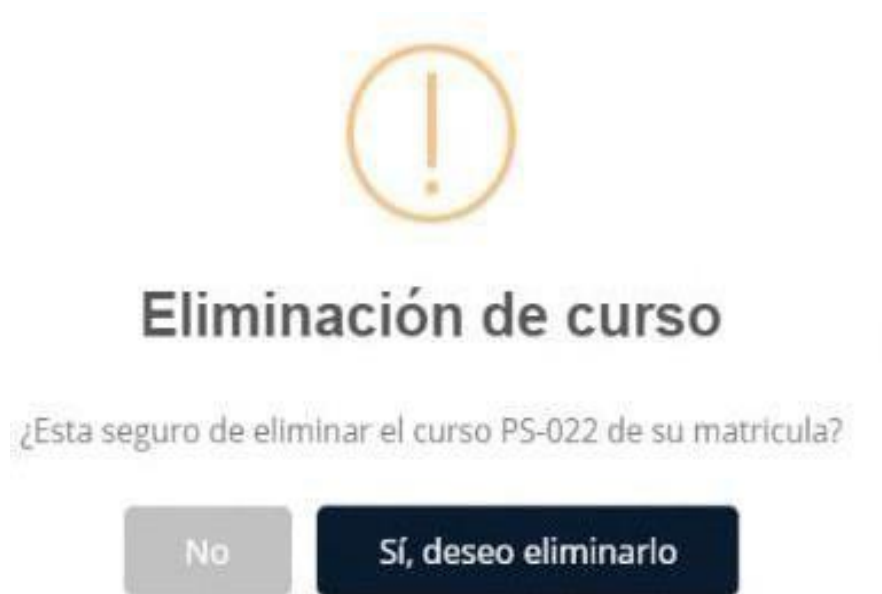 Eliminación de curso
¿Esta seguro de eliminar el curso PS-022 de su matricula?
No
Sí, deseo eliminarlo